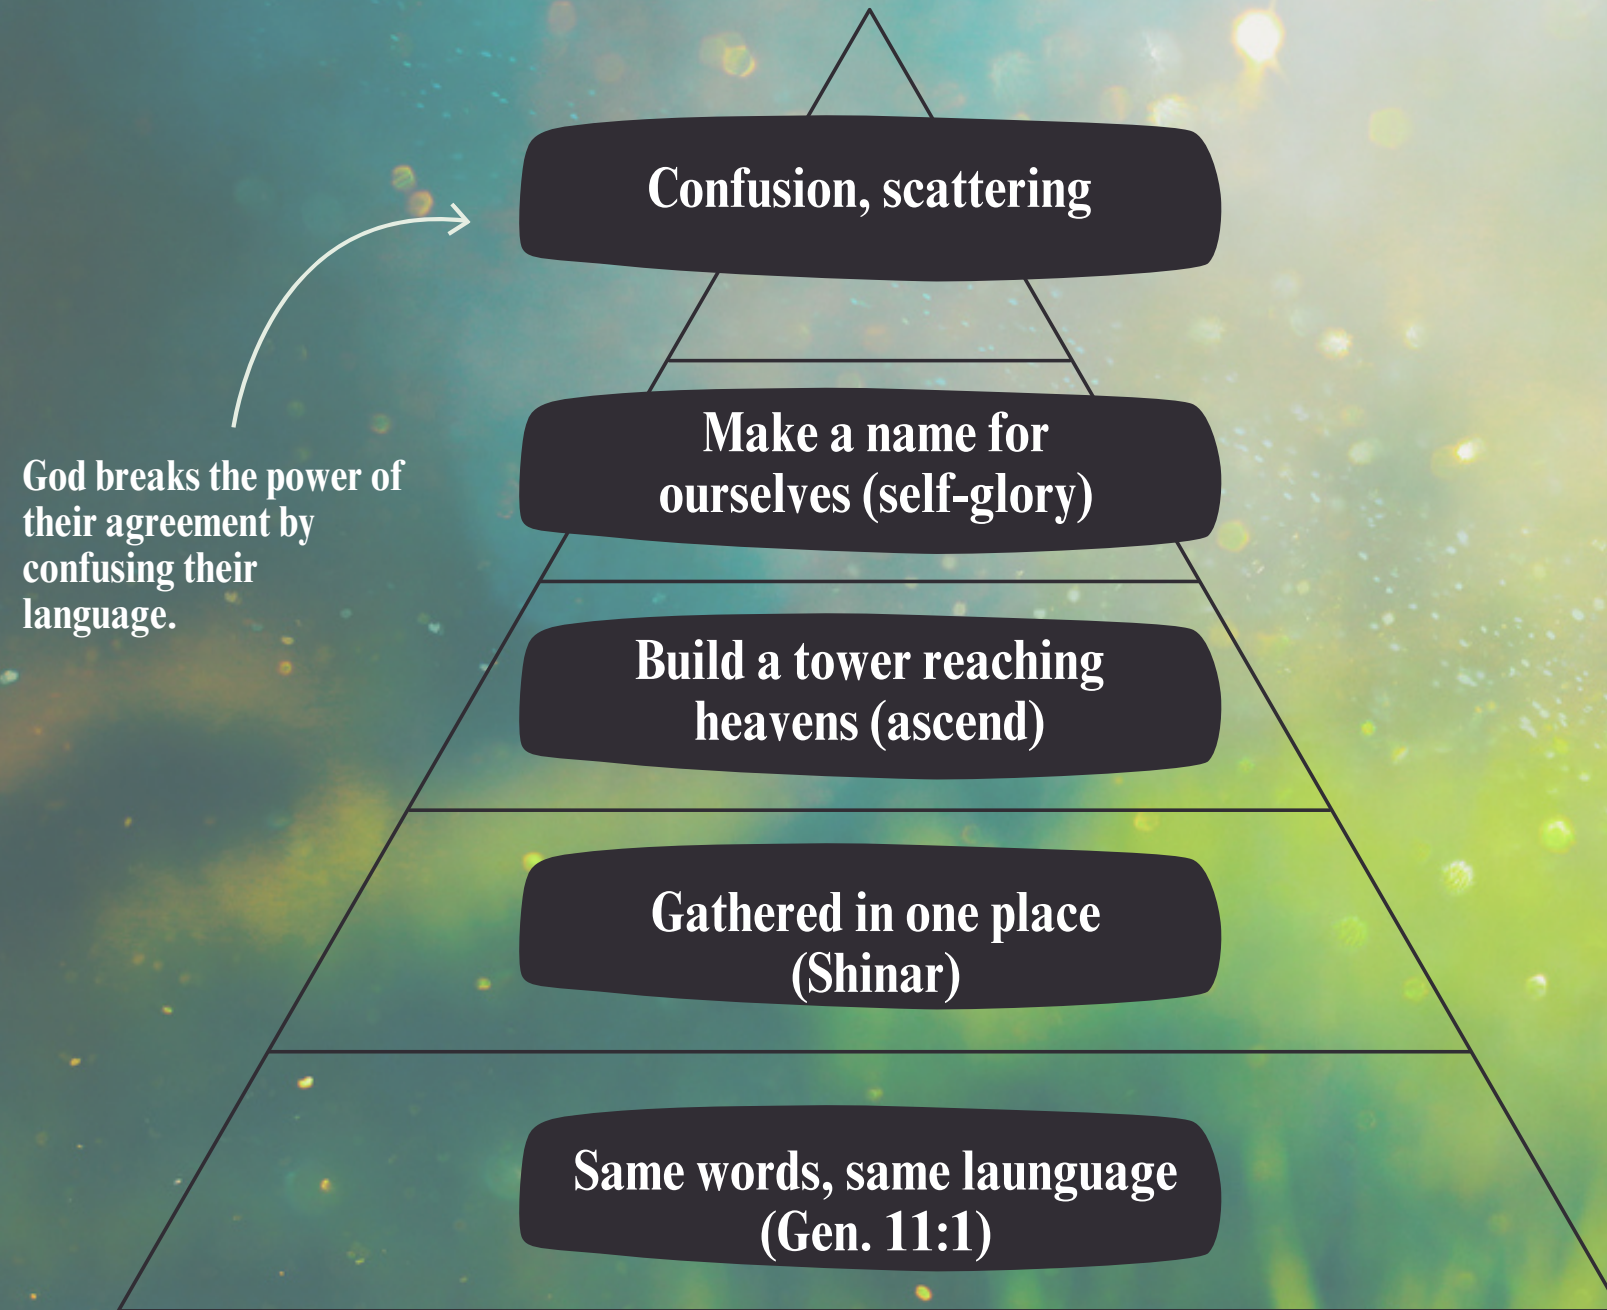 Confusion, scattering
Make a name for
ourselves (self-glory)
God breaks the power of
their agreement by
confusing their
language.
Build a tower reaching
heavens (ascend)
Gathered in one place
(Shinar)
Same words, same launguage
(Gen. 11:1)